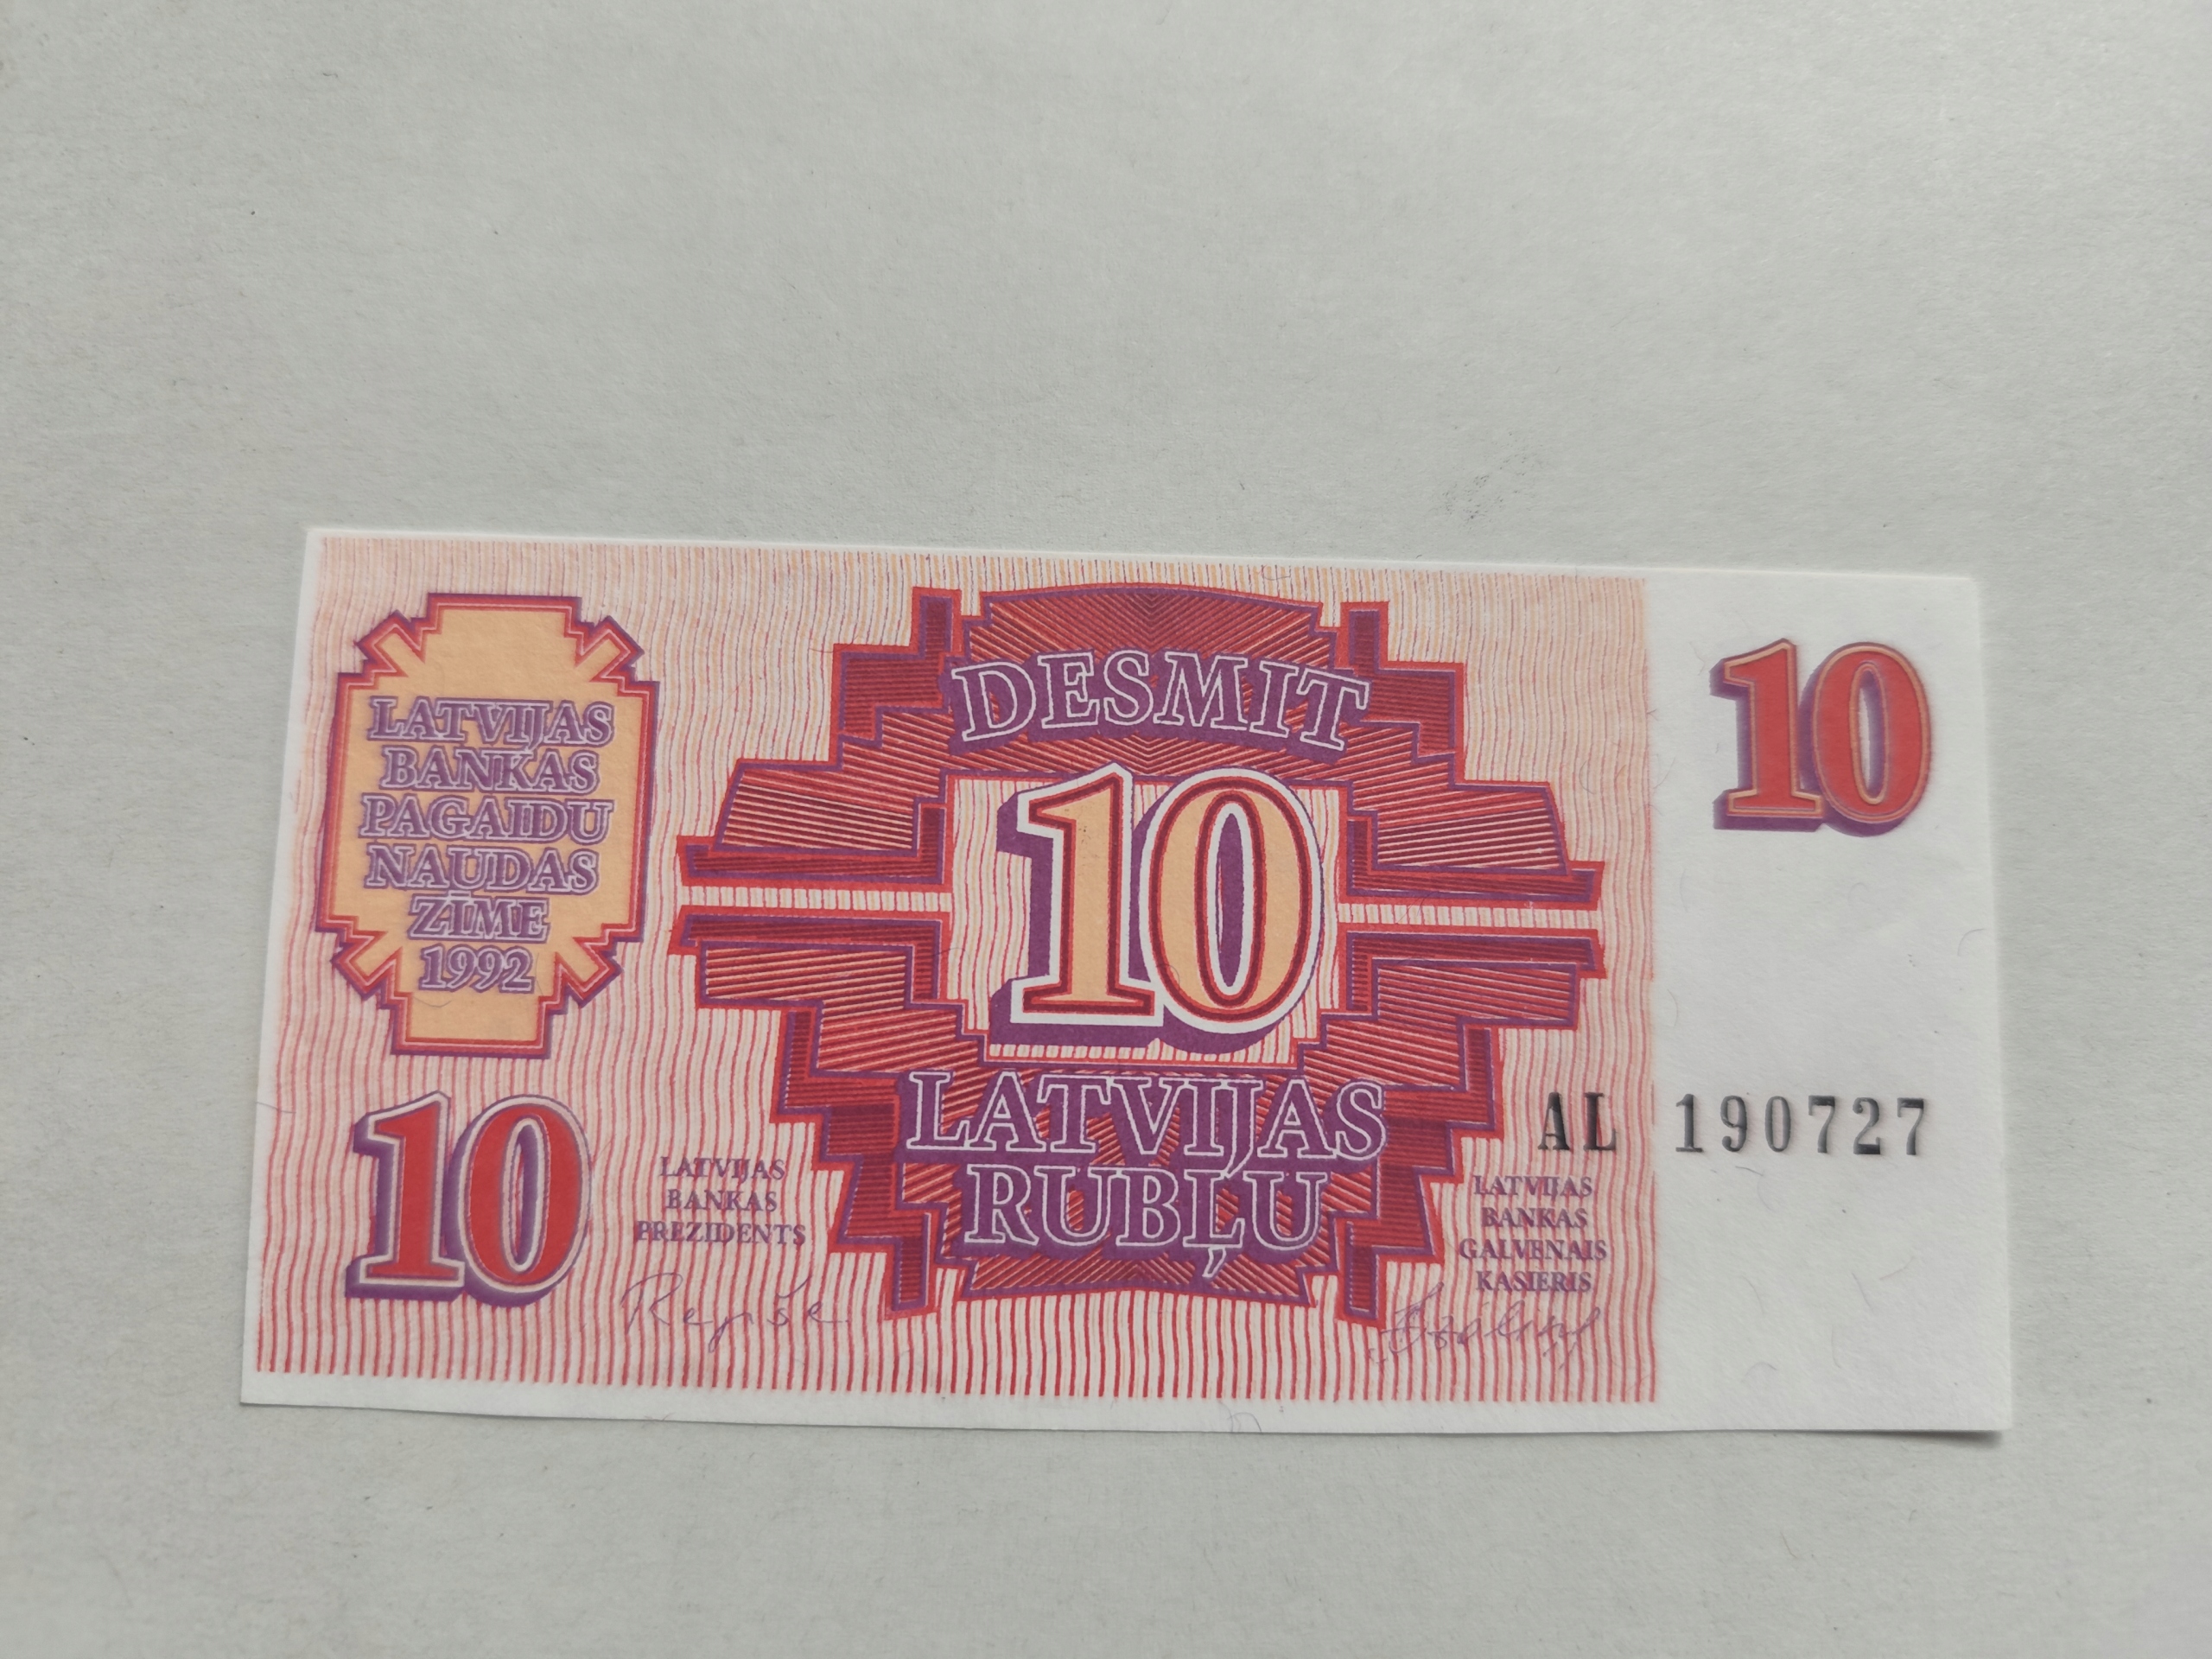 LATVIJAS
BANKAS
PAGAIDU
NAUDAS
ZĪME
1992
10
DESMIT
10
LATVIJAS
RUBĻU
10
AL 190727
LATVIJAS
BANKAS
PREZIDENTS
Repše
LATVIJAS
BANKAS
GALVENAIS
KASIERIS